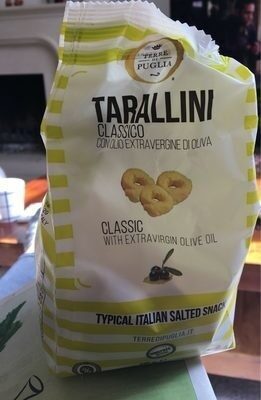 TERRE
DI
PUGLIA
TARALLINI
CLASSICO
CON OLIO EXTRAVERGINE DI OLIVA
CLASSIC
WITH EXTRAVIRGIN OLIVE OIL
TYPICAL ITALIAN SALTED SNACK
TERREDIPUGLIA.IT